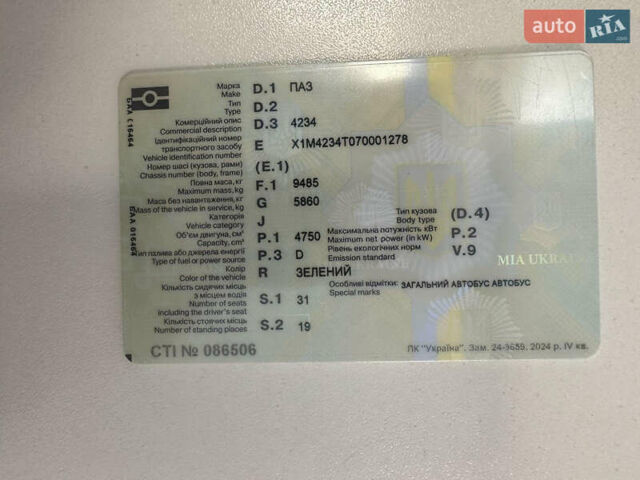 auto RIA .com
БАА 016464
БАА 016464
Марка D.1 ПАЗ
Make
Тип D.2
Type
Комерційний опис D.3 4234
Commercial description
Ідентифікаційний номер
транспортного засобу E X1M4234T070001278
Vehicle identification number
Номер шасі (кузова, рами) (E.1)
Chassis number (body, frame)
Повна маса, кг F.1 9485
Maximum mass, kg
Маса без навантаження, кг G 5860
Mass of the vehicle in service, kg
Категорія J
Vehicle category
Об'єм двигуна, см³ P.1 4750
Capacity, cm³
Тип палива або джерела енергії P.3 D
Type of fuel or power source
Колір R ЗЕЛЕНИЙ
Color of the vehicle
Кількість сидячих місць
з місцем водія S.1 31
Number of seats
including the driver's seat
Кількість стоячих місць S.2 19
Number of standing places
Тип кузова (D.4)
Body type
Максимальна потужність кВт P.2
Maximum net power (in kW)
Рівень екологічних норм V.9
Emission standard
MIA UKRAINE
Особливі відмітки: ЗАГАЛЬНИЙ АВТОБУС АВТОБУС
Special marks
СТІ № 086506
ПК "Україна". Зам. 24-3659. 2024 р. IV кв.